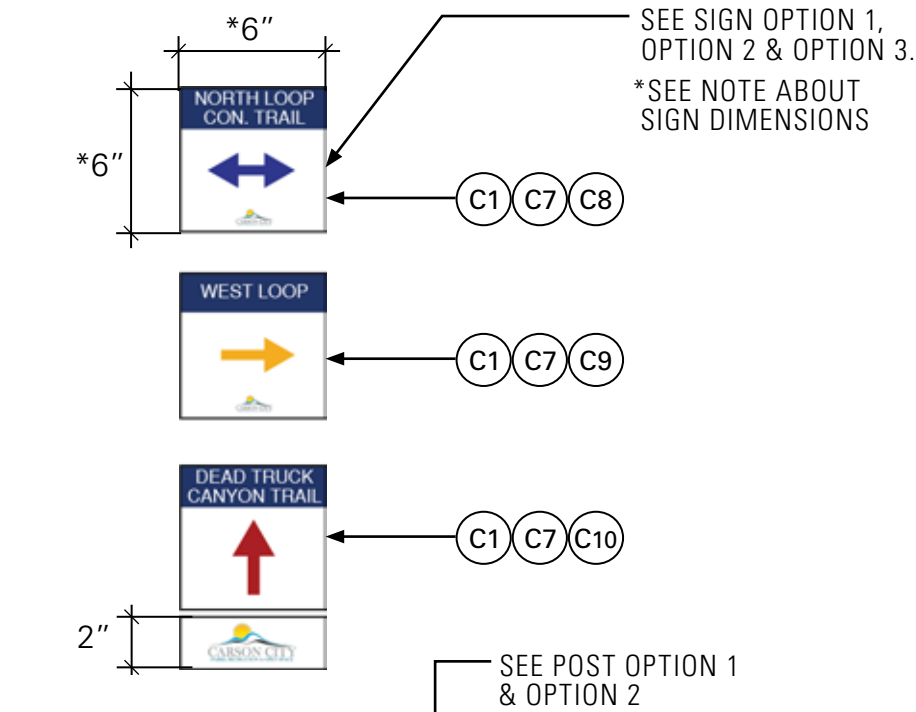 *6″
SEE SIGN OPTION 1,
OPTION 2 & OPTION 3.
*SEE NOTE ABOUT
SIGN DIMENSIONS
*6″
NORTH LOOP
CON. TRAIL
C1 C7 C8
WEST LOOP
C1 C7 C9
DEAD TRUCK
CANYON TRAIL
C1 C7 C10
2″
CARSON CITY
SEE POST OPTION 1
& OPTION 2